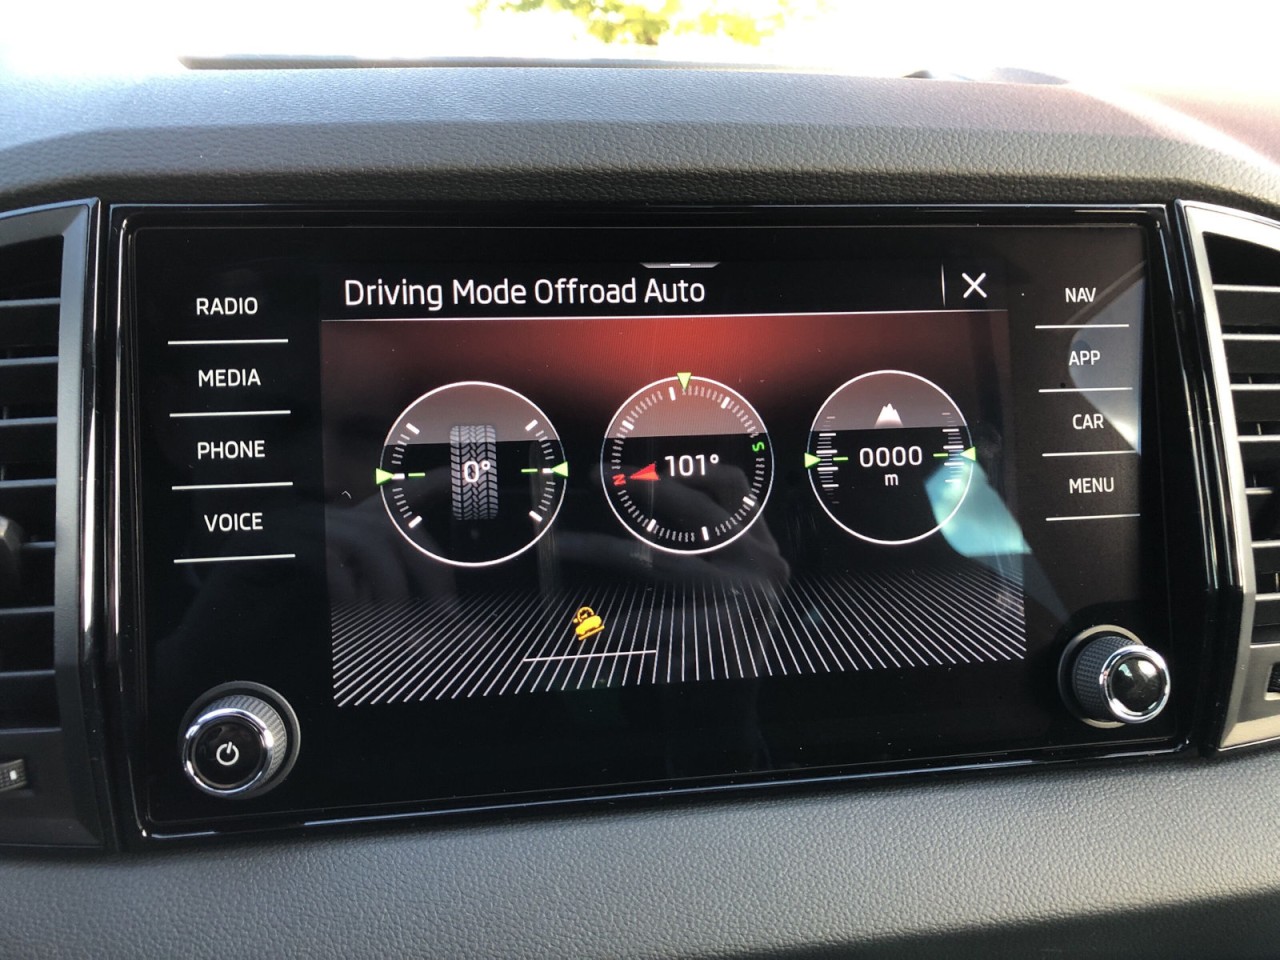 Driving Mode Offroad Auto
RADIO
MEDIA
PHONE
VOICE
0°
N
101°
S
0000
m
NAV
APP
CAR
MENU